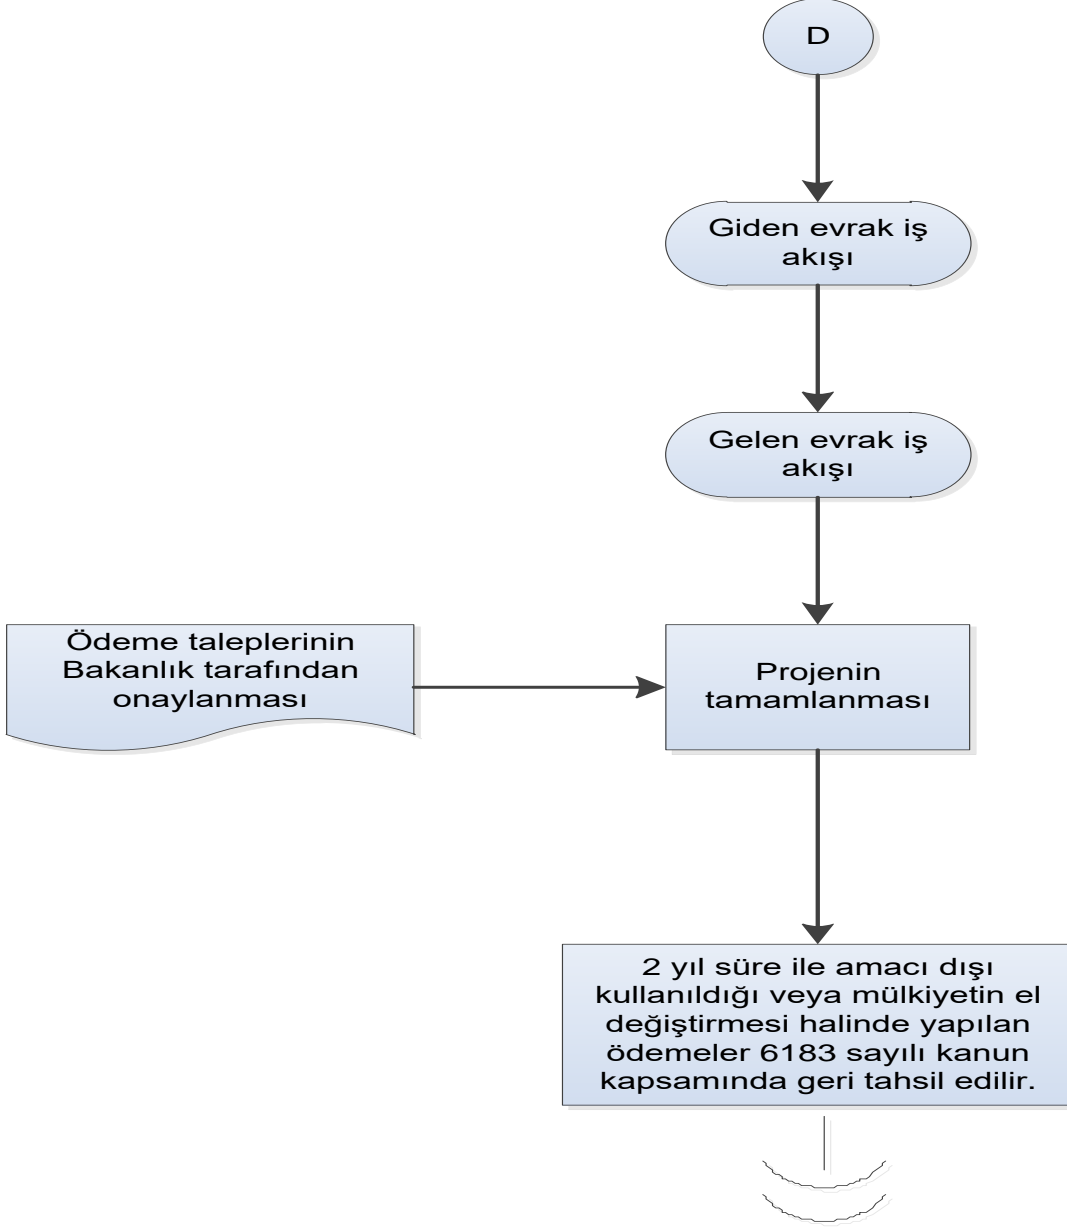 D
Giden evrak iş
akışı
Gelen evrak iş
akışı
Ödeme taleplerinin
Bakanlık tarafından
onaylanması
Projenin
tamamlanması
2 yıl süre ile amacı dışı
kullanıldığı veya mülkiyetin el
değiştirmesi halinde yapılan
ödemeler 6183 sayılı kanun
kapsamında geri tahsil edilir.